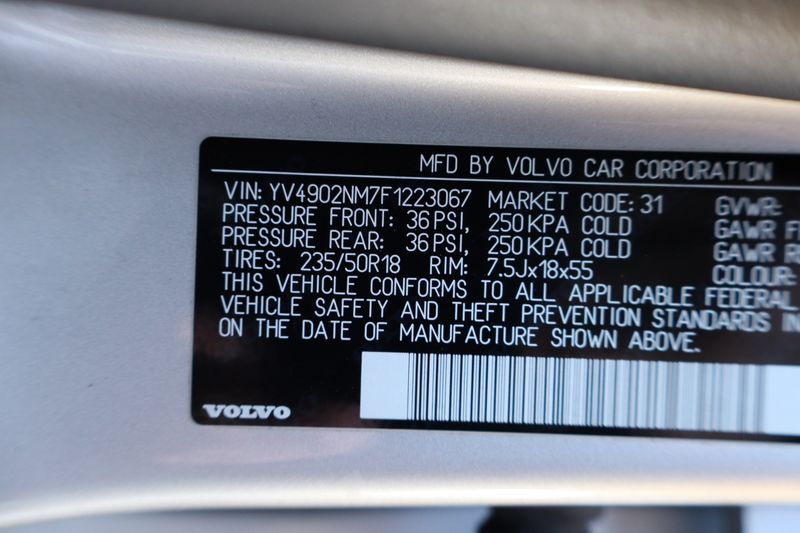 MFD BY VOLVO CAR CORPORATION
VIN: YV4902NM7F1223067 MARKET CODE: 31 GVWR:
PRESSURE FRONT: 36 PSI, 250 KPA COLD GAWR
PRESSURE REAR: 36 PSI, 250 KPA COLD GAWR
TIRES: 235/50R18 RIM: 7.5Jx18x55 COLOUR:
THIS VEHICLE CONFORMS TO ALL APPLICABLE FEDERAL
VEHICLE SAFETY AND THEFT PREVENTION STANDARDS IN
ON THE DATE OF MANUFACTURE SHOWN ABOVE.
VOLVO